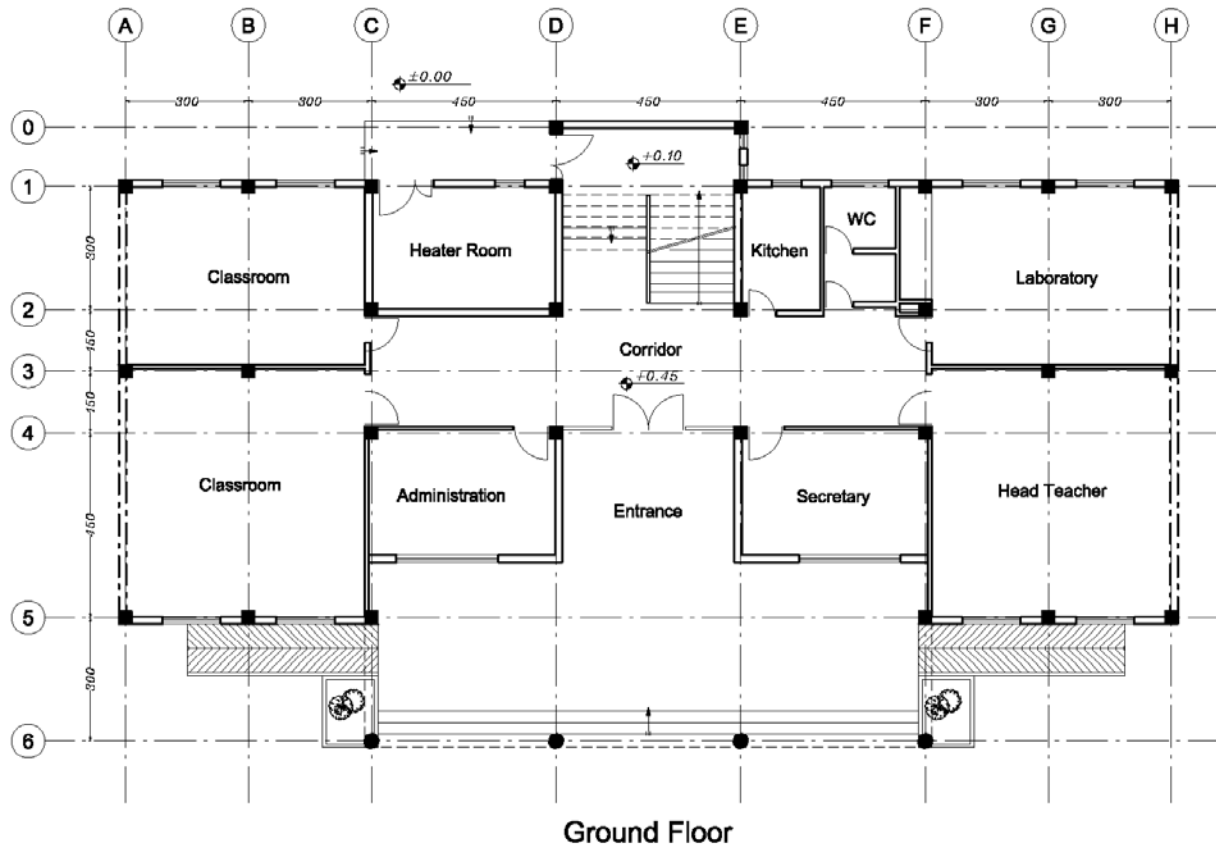 A B C D E F G H
±0.00
300 300 450 450 450 300 300
0
+0.10
1
WC
Heater Room Kitchen
Classroom Laboratory
300
2
150
Corridor
3
+0.45
150
4
Classroom Head Teacher
Administration Secretary
Entrance
450
5
300
6
Ground Floor